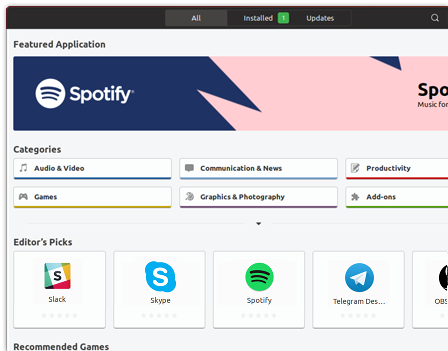 All Installed 1 Updates
Featured Application
Spotify
Spo
Music for
Categories
Audio & Video Communication & News Productivity
Games Graphics & Photography Add-ons
Editor's Picks
Slack Skype Spotify Telegram Des... OBS
Recommended Games